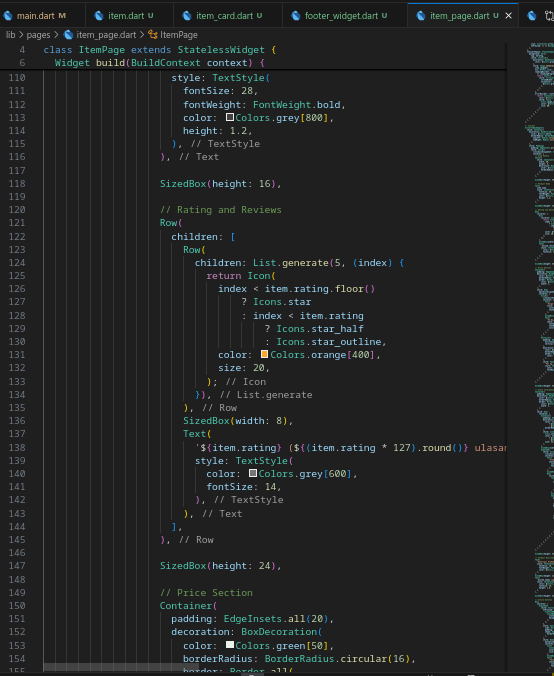 main.dart M item.dart U item_card.dart U footer_widget.dart U item_page.dart U
lib > pages > item_page.dart > ItemPage
4 class ItemPage extends StatelessWidget {
6 Widget build(BuildContext context) {
110 style: TextStyle(
111 fontSize: 28,
112 fontWeight: FontWeight.bold,
113 color: Colors.grey[800],
114 height: 1.2,
115 ), // TextStyle
116 ), // Text
117
118 SizedBox(height: 16),
119
120 // Rating and Reviews
121 Row(
122 children: [
123 Row(
124 children: List.generate(5, (index) {
125 return Icon(
126 index < item.rating.floor()
127 ? Icons.star
128 : index < item.rating
129 ? Icons.star_half
130 : Icons.star_outline,
131 color: Colors.orange[400],
132 size: 20,
133 ); // Icon
134 }), // List.generate
135 ), // Row
136 SizedBox(width: 8),
137 Text(
138 '${item.rating} (${(item.rating * 127).round()} ulasan
139 style: TextStyle(
140 color: Colors.grey[600],
141 fontSize: 14,
142 ), // TextStyle
143 ), // Text
144 ],
145 ), // Row
146
147 SizedBox(height: 24),
148
149 // Price Section
150 Container(
151 padding: EdgeInsets.all(20),
152 decoration: BoxDecoration(
153 color: Colors.green[50],
154 borderRadius: BorderRadius.circular(16),
155 border: Border.all(